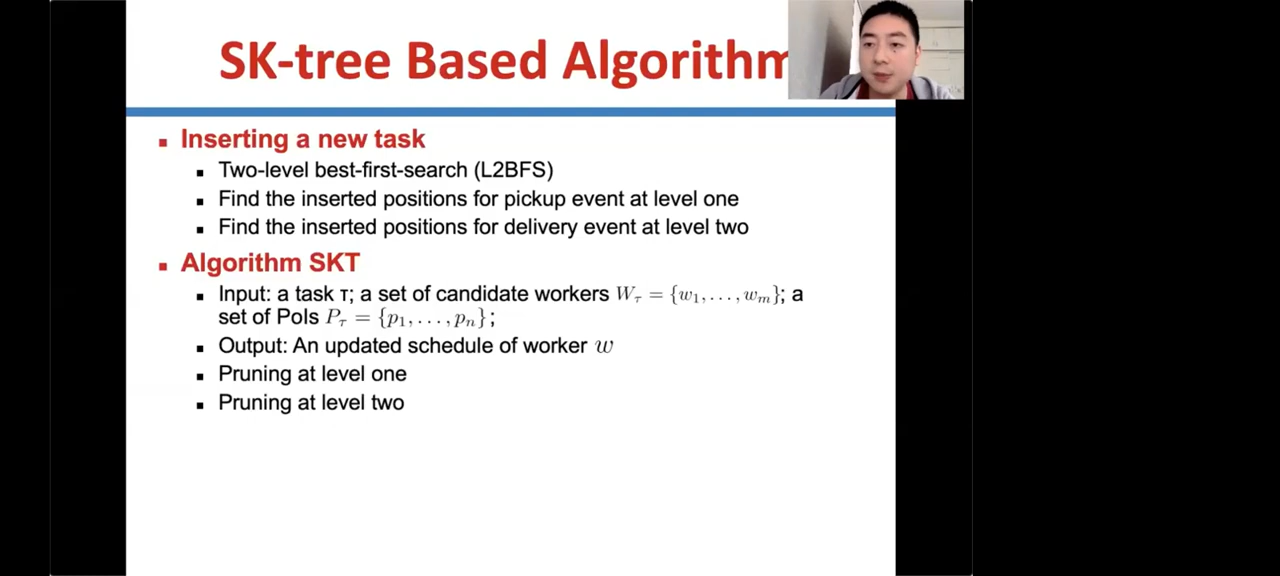 SK-tree Based Algorithm
Inserting a new task
Two-level best-first-search (L2BFS)
Find the inserted positions for pickup event at level one
Find the inserted positions for delivery event at level two
Algorithm SKT
Input: a task τ; a set of candidate workers W_τ = {w_1, . . . , w_m}; a
set of PoIs P_τ = {p_1, . . . , p_n};
Output: An updated schedule of worker w
Pruning at level one
Pruning at level two